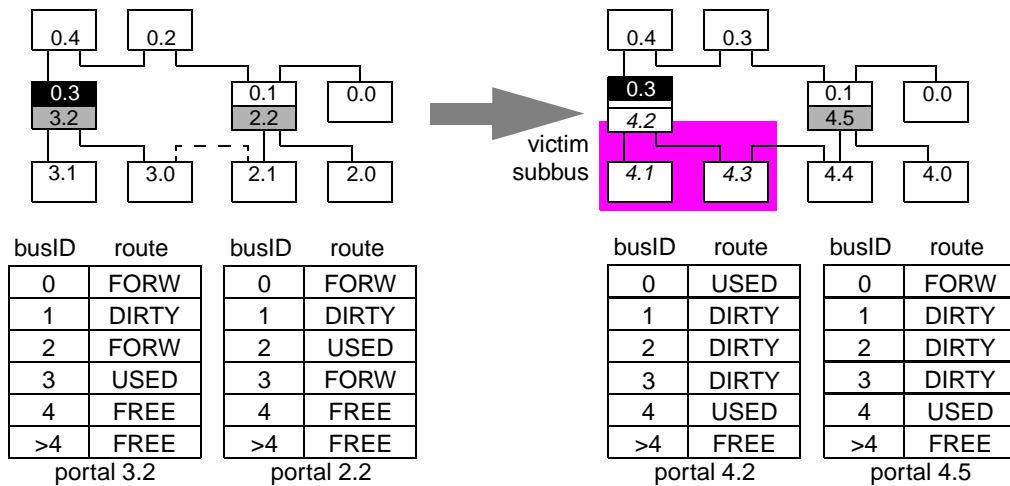 0.4 0.2 0.4 0.3
0.3 0.1 0.0 0.3 0.1 0.0
3.2 2.2 4.2 4.5
victim
subbus
3.1 3.0 2.1 2.0 4.1 4.3 4.4 4.0
busID route busID route busID route busID route
0 FORW 0 FORW 0 USED 0 FORW
1 DIRTY 1 DIRTY 1 DIRTY 1 DIRTY
2 FORW 2 USED 2 DIRTY 2 DIRTY
3 USED 3 FORW 3 DIRTY 3 DIRTY
4 FREE 4 FREE 4 USED 4 USED
>4 FREE >4 FREE >4 FREE >4 FREE
portal 3.2 portal 2.2 portal 4.2 portal 4.5